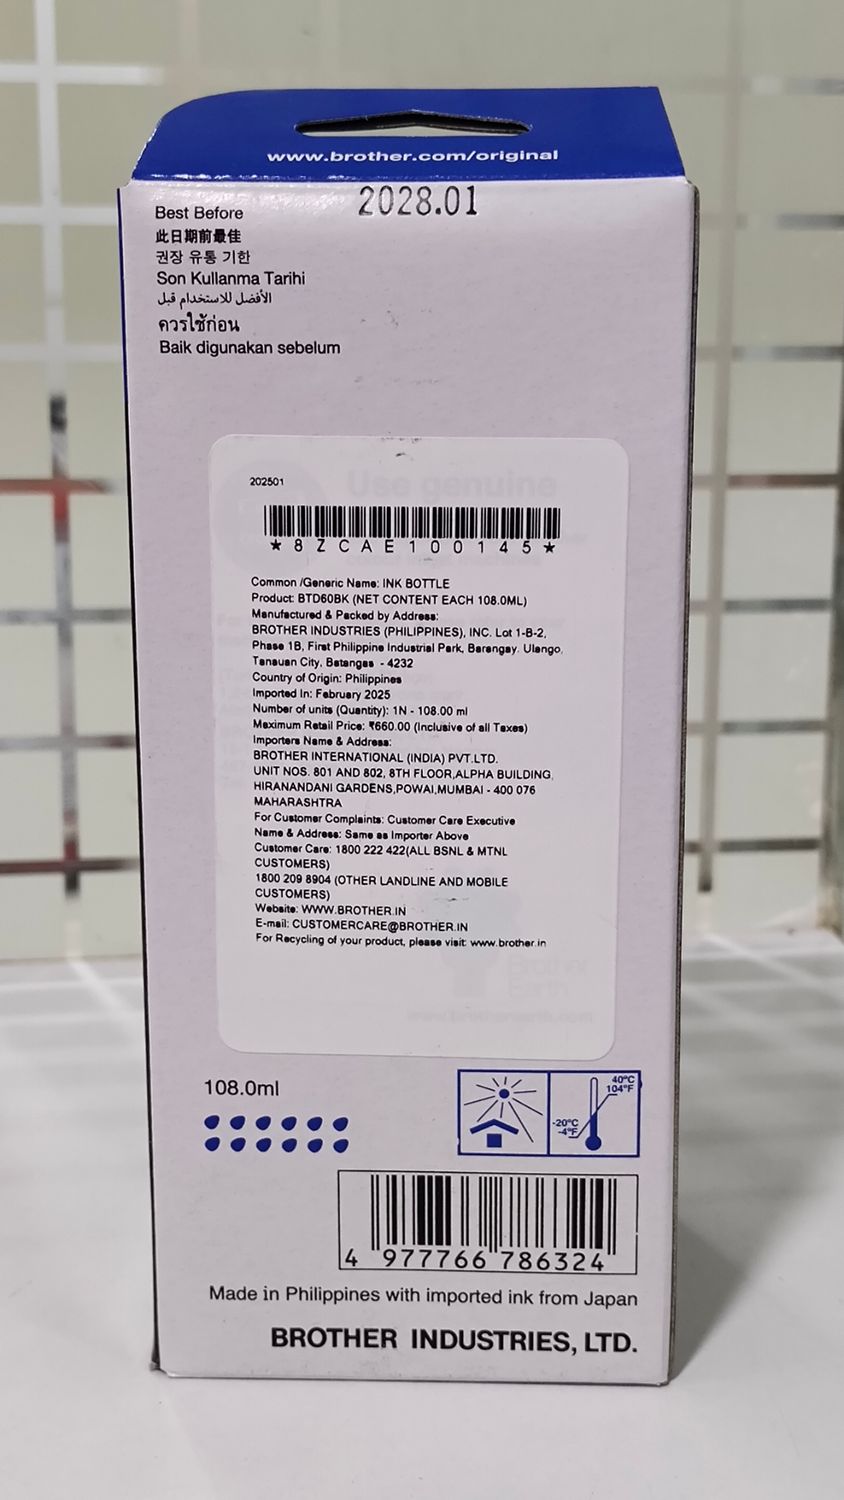 www.brother.com/original
2028.01
Best Before
此日期前最佳
권장 유통 기한
Son Kullanma Tarihi
الأفضل للاستخدام قبل
ควรใช้ก่อน
Baik digunakan sebelum
Use genuine
202501
★8ZCAE100145★
Common /Generic Name: INK BOTTLE
Product: BTD60BK (NET CONTENT EACH 108.0ML)
Manufactured & Packed by Address:
BROTHER INDUSTRIES (PHILIPPINES), INC. Lot 1-B-2,
Phase 1B, First Philippine Industrial Park, Barangay. Ulango,
Tanauan City, Batangas - 4232
Country of Origin: Philippines
Imported In: February 2025
Number of units (Quantity): 1N - 108.00 ml
Maximum Retail Price: ₹660.00 (Inclusive of all Taxes)
Importers Name & Address:
BROTHER INTERNATIONAL (INDIA) PVT.LTD.
UNIT NOS. 801 AND 802, 8TH FLOOR,ALPHA BUILDING,
HIRANANDANI GARDENS,POWAI,MUMBAI - 400 076
MAHARASHTRA
For Customer Complaints: Customer Care Executive
Name & Address: Same as Importer Above
Customer Care: 1800 222 422(ALL BSNL & MTNL
CUSTOMERS)
1800 209 8904 (OTHER LANDLINE AND MOBILE
CUSTOMERS)
Website: WWW.BROTHER.IN
E-mail: CUSTOMERCARE@BROTHER.IN
For Recycling of your product, please visit: www.brother.in
Brother
Earth
www.brotherearth.com
108.0ml
40°C
104°F
-20°C
-4°F
4 977766 786324
Made in Philippines with imported ink from Japan
BROTHER INDUSTRIES, LTD.